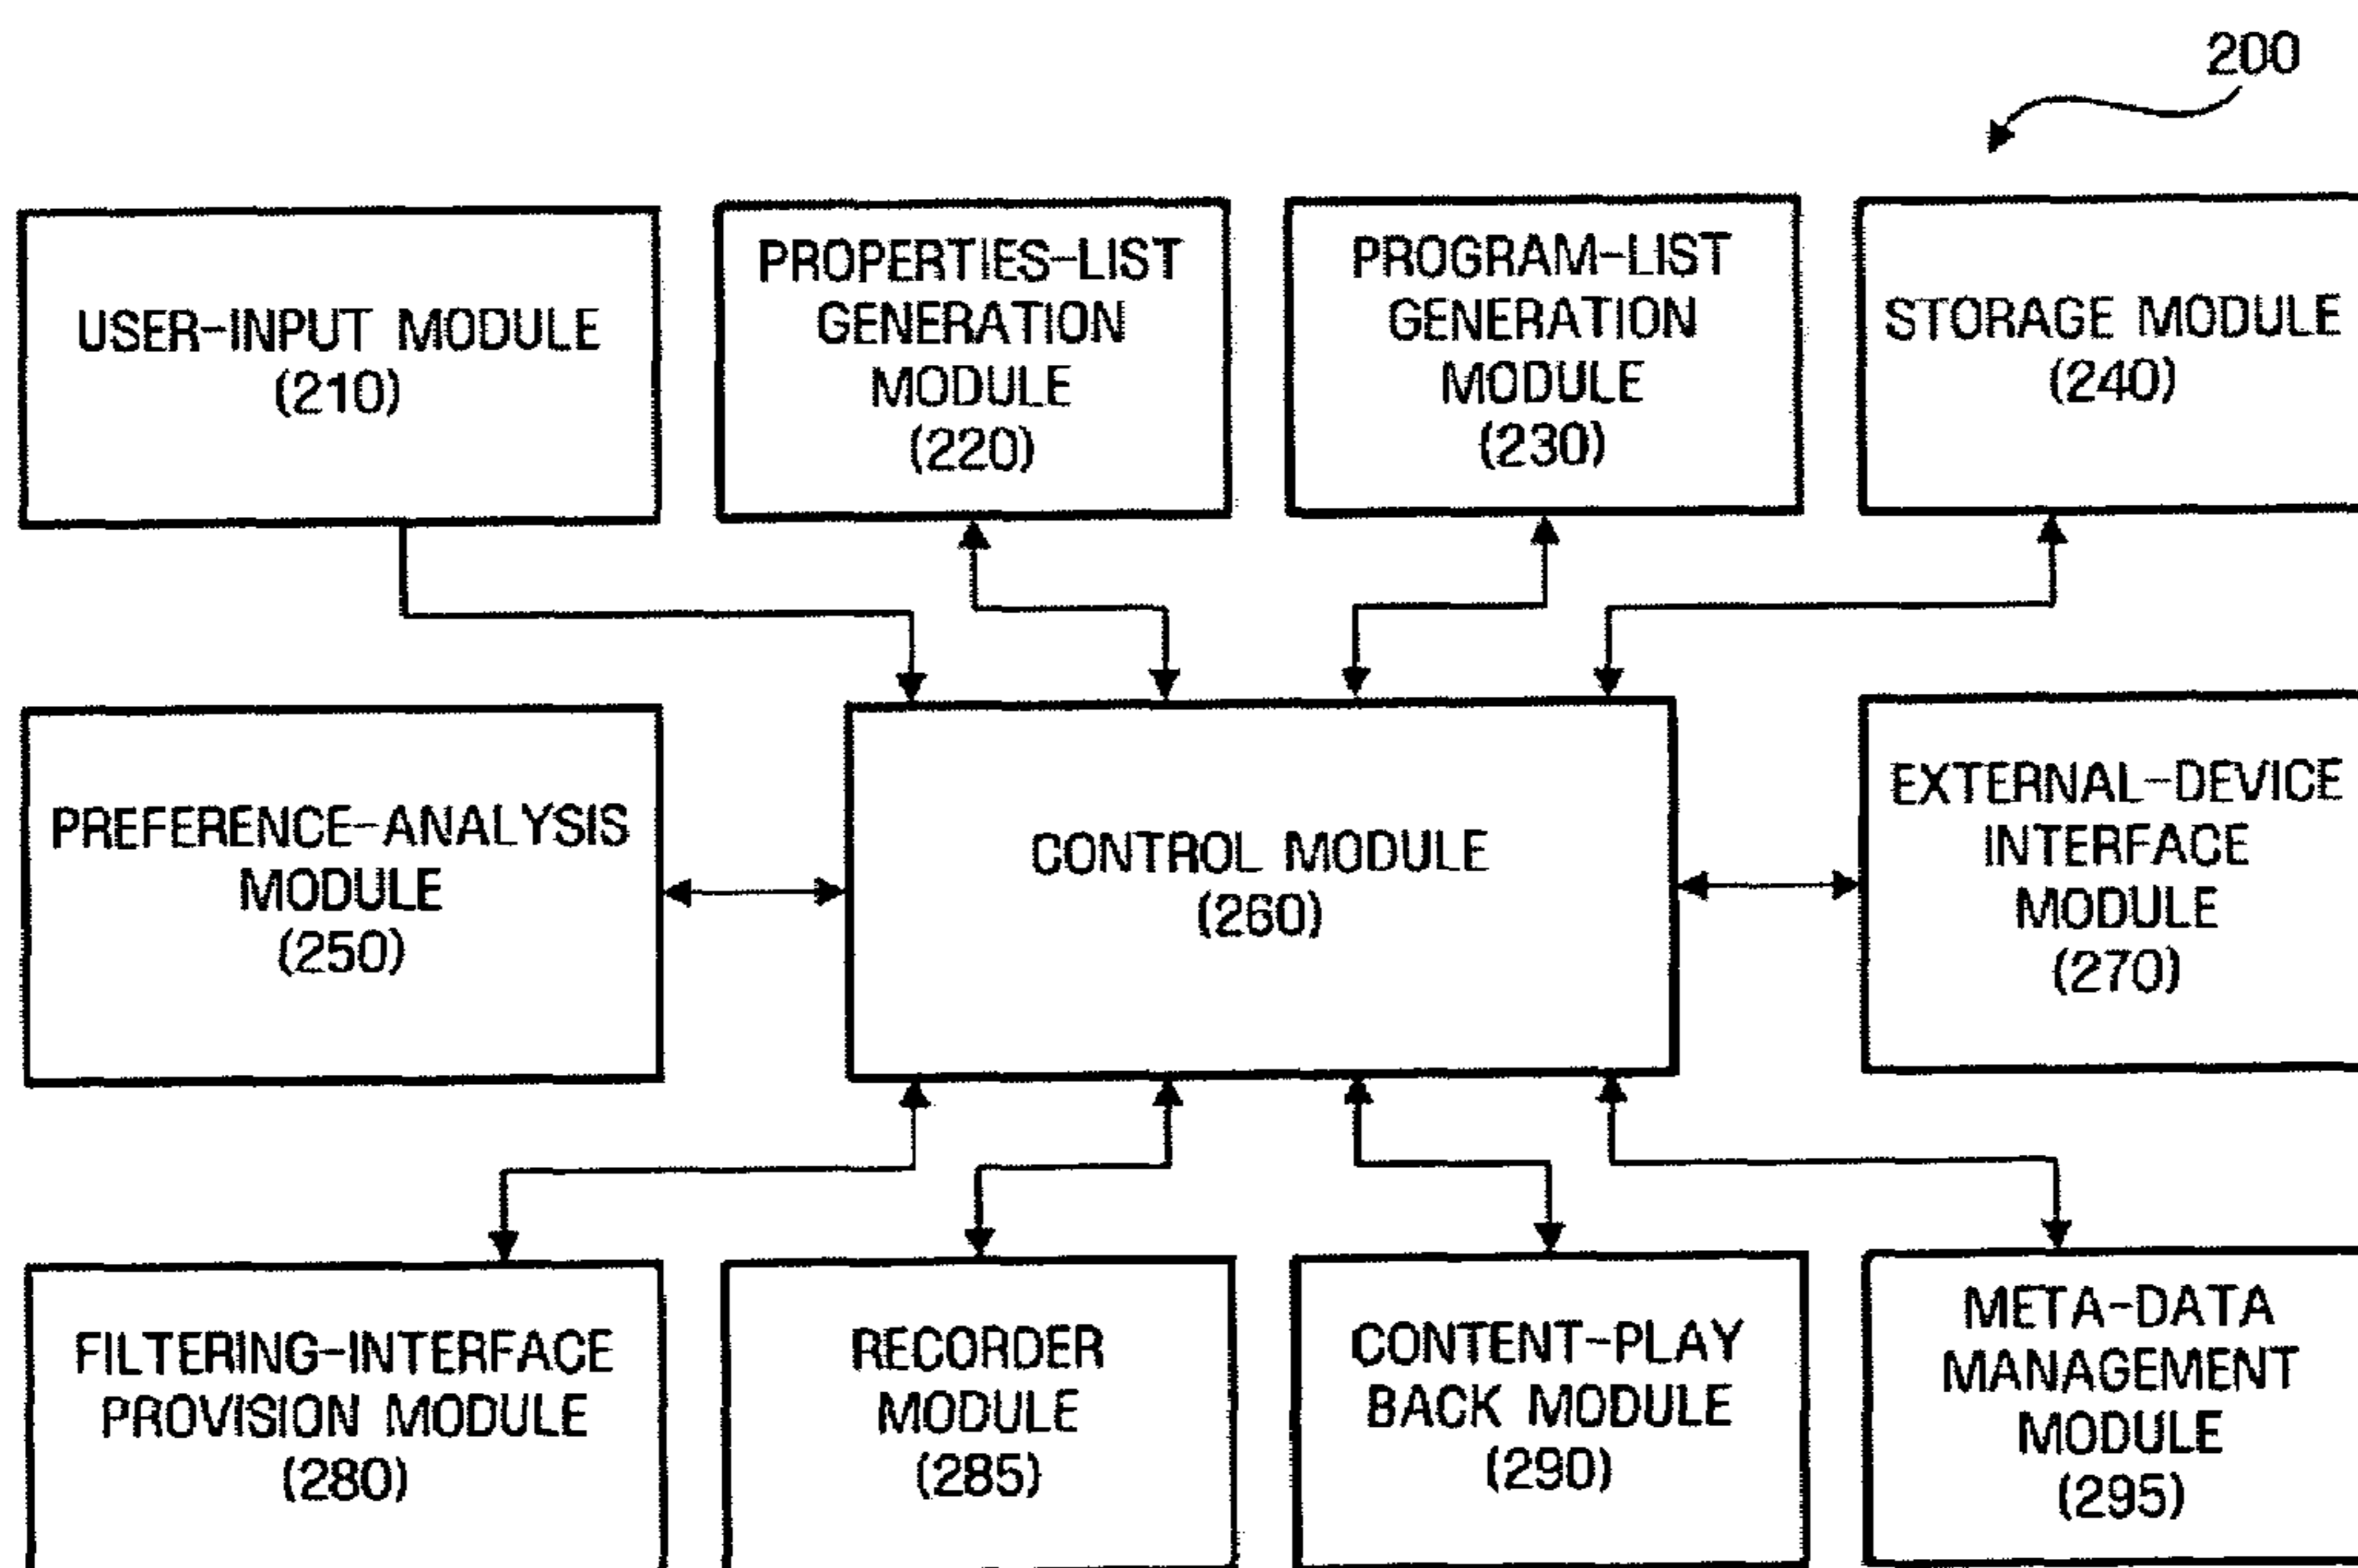 200
USER-INPUT MODULE
(210)
PROPERTIES-LIST
GENERATION
MODULE
(220)
PROGRAM-LIST
GENERATION
MODULE
(230)
STORAGE MODULE
(240)
PREFERENCE-ANALYSIS
MODULE
(250)
CONTROL MODULE
(260)
EXTERNAL-DEVICE
INTERFACE
MODULE
(270)
FILTERING-INTERFACE
PROVISION MODULE
(280)
RECORDER
MODULE
(285)
CONTENT-PLAY
BACK MODULE
(290)
META-DATA
MANAGEMENT
MODULE
(295)